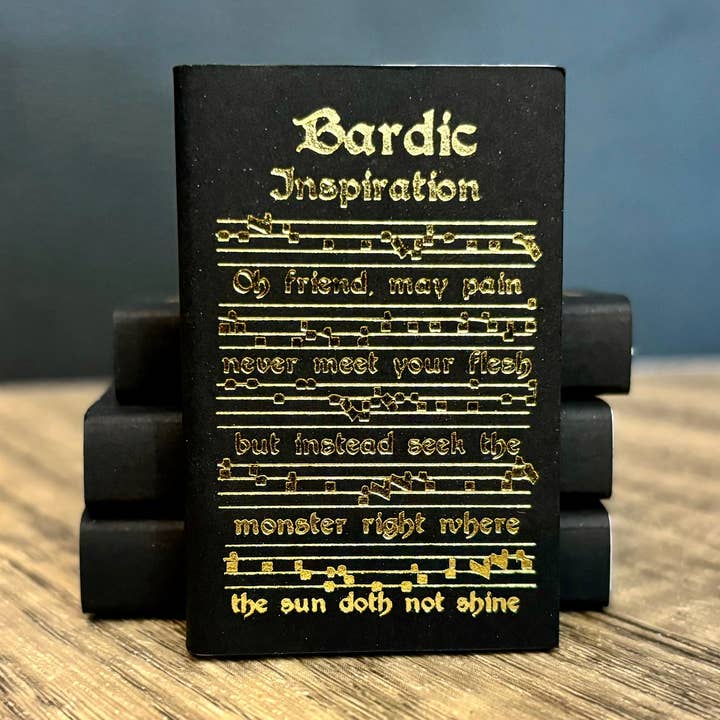 Bardic
Inspiration
Oh friend, may pain
never meet your flesh
but instead seek the
monster right where
the sun doth not shine